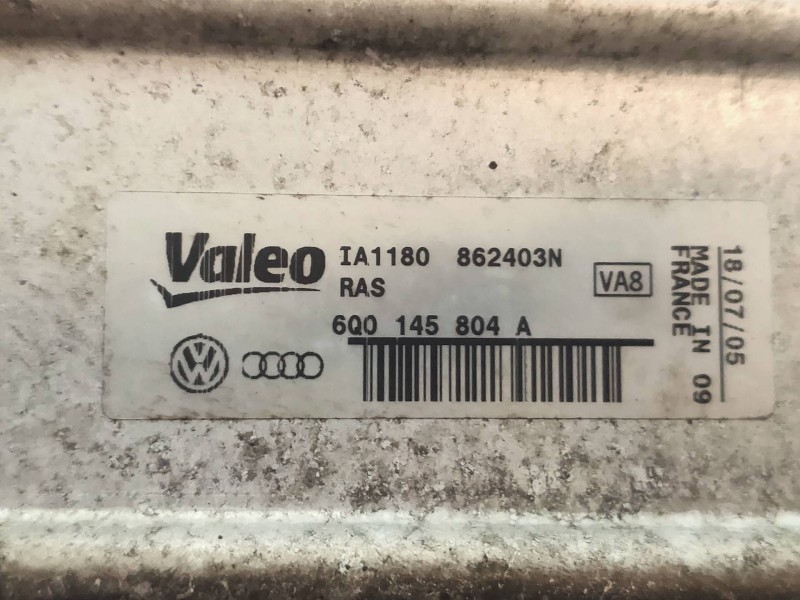 Valeo
IA1180 862403N
RAS
VA8
6Q0 145 804 A
18/07/05
MADE IN 09
FRANCE